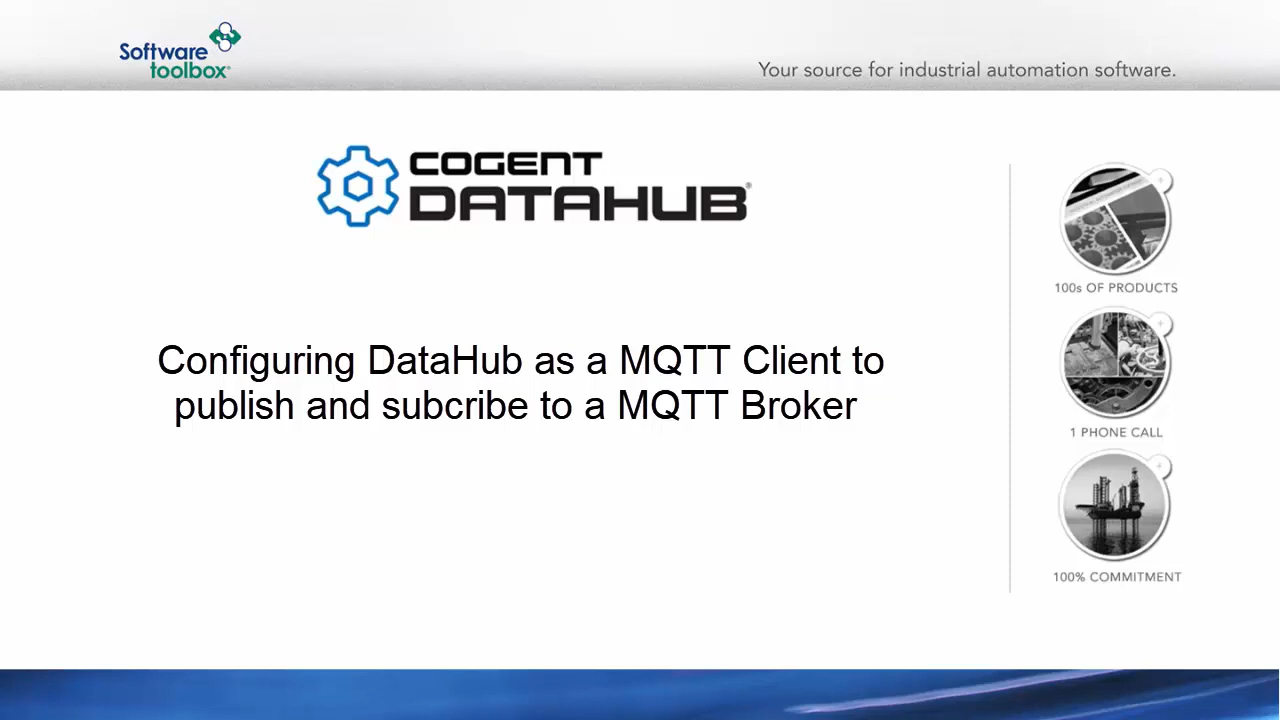 Software
toolbox®
Your source for industrial automation software.
COGENT
DATAHUB®
Configuring DataHub as a MQTT Client to
publish and subcribe to a MQTT Broker
100s OF PRODUCTS
1 PHONE CALL
100% COMMITMENT